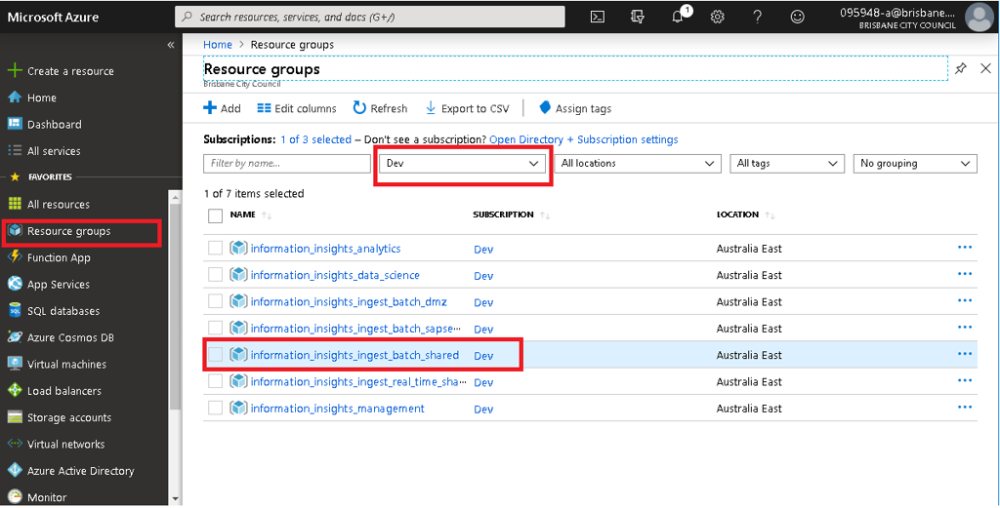 Microsoft Azure
Search resources, services, and docs (G+/)
1
095948-a@brisbane....
BRISBANE CITY COUNCIL
Create a resource
Home
Dashboard
All services
FAVORITES
All resources
Resource groups
Function App
App Services
SQL databases
Azure Cosmos DB
Virtual machines
Load balancers
Storage accounts
Virtual networks
Azure Active Directory
Monitor
Home > Resource groups
Resource groups
Brisbane City Council
Add Edit columns Refresh Export to CSV Assign tags
Subscriptions: 1 of 3 selected – Don't see a subscription? Open Directory + Subscription settings
Filter by name... Dev All locations All tags No grouping
1 of 7 items selected
NAME SUBSCRIPTION LOCATION
information_insights_analytics Dev Australia East
information_insights_data_science Dev Australia East
information_insights_ingest_batch_dmz Dev Australia East
information_insights_ingest_batch_sapse... Dev Australia East
information_insights_ingest_batch_shared Dev Australia East
information_insights_ingest_real_time_sha... Dev Australia East
information_insights_management Dev Australia East